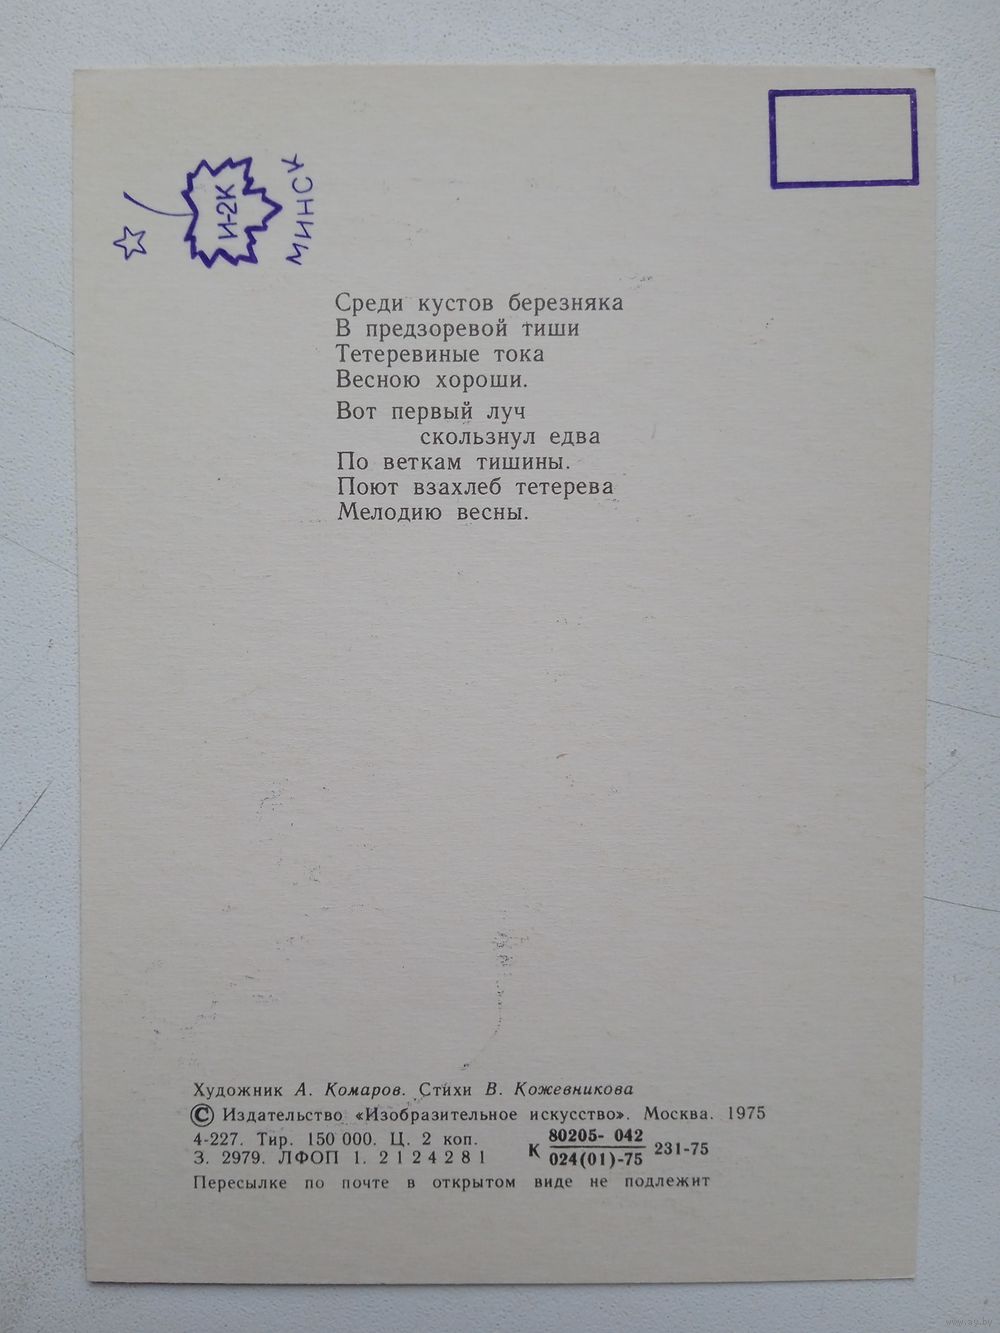 И-2К
МИНСК
Среди кустов березняка
В предзоревой тиши
Тетеревиные тока
Весною хороши.
Вот первый луч
скользнул едва
По веткам тишины.
Поют взахлеб тетерева
Мелодию весны.
Художник А. Комаров. Стихи В. Кожевникова
© Издательство «Изобразительное искусство». Москва. 1975
4-227. Тир. 150 000. Ц. 2 коп.
З. 2979. ЛФОП 1. 2124281
К 80205-042
024(01)-75 231-75
Пересылке по почте в открытом виде не подлежит
www.ay.by